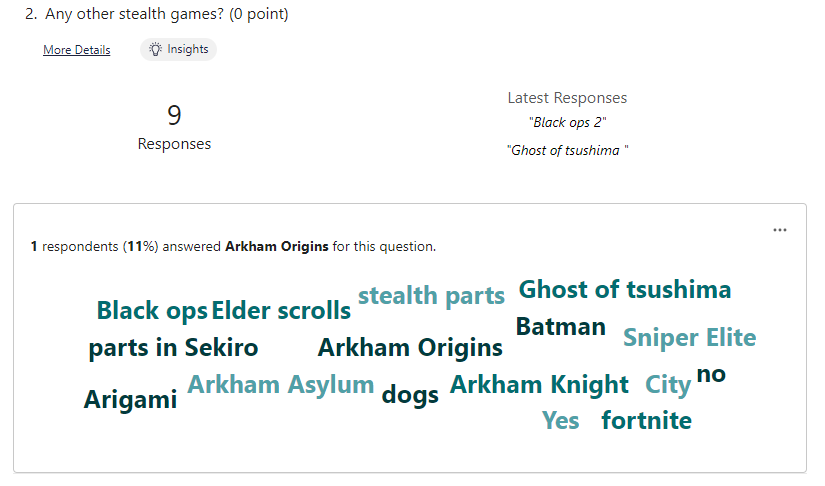 2. Any other stealth games? (0 point)
More Details
Insights
9
Responses
Latest Responses
"Black ops 2"
"Ghost of tsushima "
...
1 respondents (11%) answered Arkham Origins for this question.
Black ops Elder scrolls stealth parts Ghost of tsushima
parts in Sekiro Arkham Origins Batman Sniper Elite
Arigami Arkham Asylum dogs Arkham Knight City no
Yes fortnite